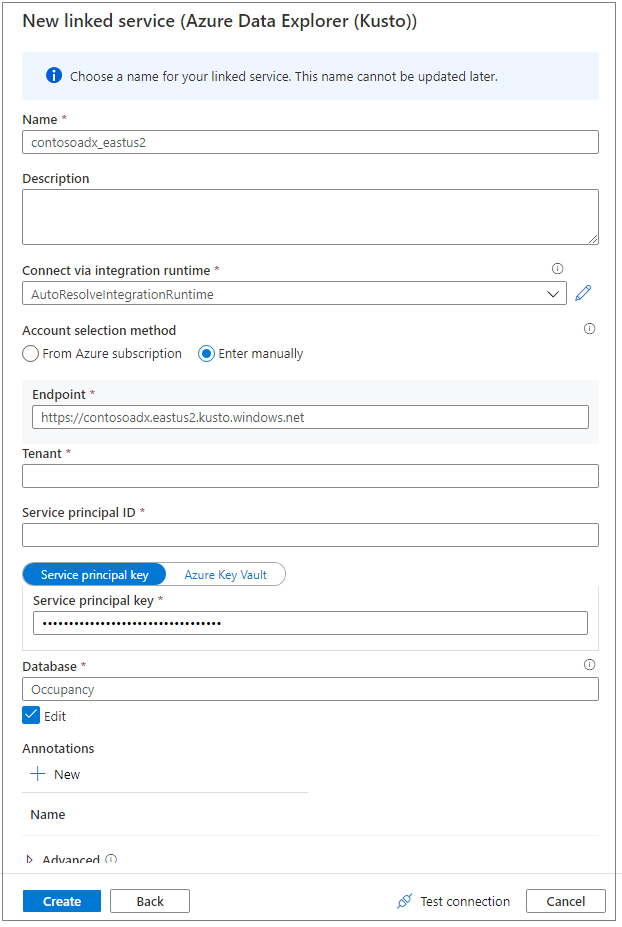 New linked service (Azure Data Explorer (Kusto))
Choose a name for your linked service. This name cannot be updated later.
Name *
contosoadx_eastus2
Description
Connect via integration runtime *
AutoResolveIntegrationRuntime
Account selection method
From Azure subscription Enter manually
Endpoint *
https://contosoadx.eastus2.kusto.windows.net
Tenant *
Service principal ID *
Service principal key Azure Key Vault
Service principal key *
••••••••••••••••••••••••••••••••••
Database *
Occupancy
Edit
Annotations
New
Name
Advanced
Create Back Test connection Cancel